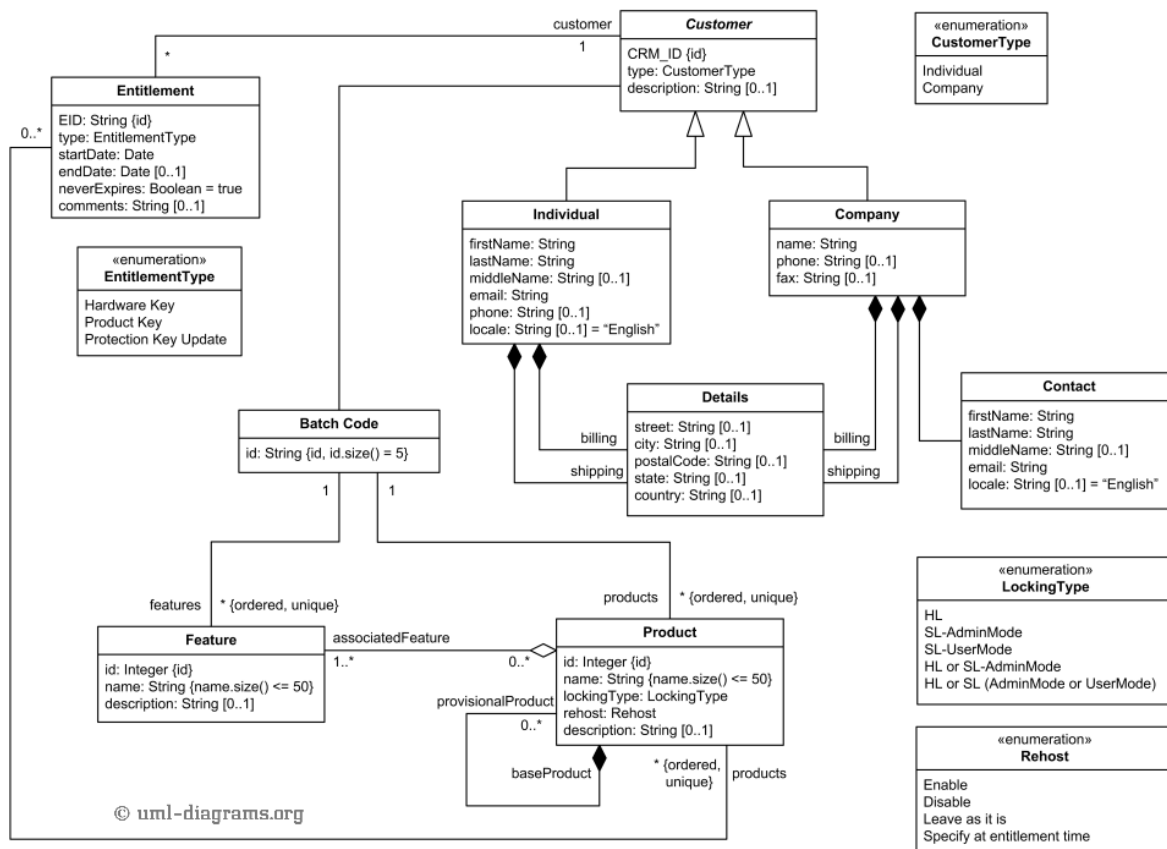 customer
1
*
Customer
CRM_ID {id}
type: CustomerType
description: String [0..1]
«enumeration»
CustomerType
Individual
Company
Entitlement
EID: String {id}
type: EntitlementType
startDate: Date
endDate: Date [0..1]
neverExpires: Boolean = true
comments: String [0..1]
0..*
«enumeration»
EntitlementType
Hardware Key
Product Key
Protection Key Update
Individual
firstName: String
lastName: String
middleName: String [0..1]
email: String
phone: String [0..1]
locale: String [0..1] = “English”
Company
name: String
phone: String [0..1]
fax: String [0..1]
Details
street: String [0..1]
city: String [0..1]
postalCode: String [0..1]
state: String [0..1]
country: String [0..1]
billing
shipping
billing
shipping
Contact
firstName: String
lastName: String
middleName: String [0..1]
email: String
locale: String [0..1] = “English”
Batch Code
id: String {id, id.size() = 5}
1
1
features
* {ordered, unique}
products
* {ordered, unique}
Feature
id: Integer {id}
name: String {name.size() <= 50}
description: String [0..1]
associatedFeature
1..*
0..*
Product
id: Integer {id}
name: String {name.size() <= 50}
lockingType: LockingType
rehost: Rehost
description: String [0..1]
provisionalProduct
0..*
baseProduct
* {ordered,
unique}
products
«enumeration»
LockingType
HL
SL-AdminMode
SL-UserMode
HL or SL-AdminMode
HL or SL (AdminMode or UserMode)
«enumeration»
Rehost
Enable
Disable
Leave as it is
Specify at entitlement time
© uml-diagrams.org